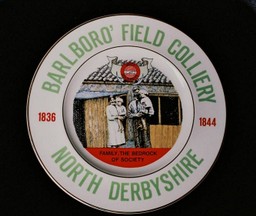 BARLBORO' FIELD COLLIERY
1836
1844
FAMILY-THE BEDROCK
OF SOCIETY
NORTH DERBYSHIRE